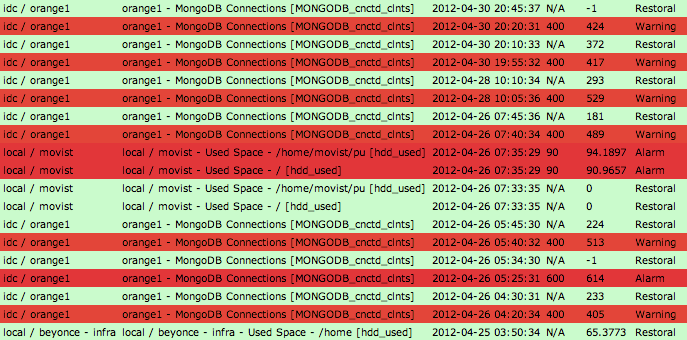 idc / orange1 orange1 - MongoDB Connections [MONGODB_cnctd_clnts] 2012-04-30 20:45:37 N/A -1 Restoral
idc / orange1 orange1 - MongoDB Connections [MONGODB_cnctd_clnts] 2012-04-30 20:20:31 400 424 Warning
idc / orange1 orange1 - MongoDB Connections [MONGODB_cnctd_clnts] 2012-04-30 20:10:33 N/A 372 Restoral
idc / orange1 orange1 - MongoDB Connections [MONGODB_cnctd_clnts] 2012-04-30 19:55:32 400 417 Warning
idc / orange1 orange1 - MongoDB Connections [MONGODB_cnctd_clnts] 2012-04-28 10:10:34 N/A 293 Restoral
idc / orange1 orange1 - MongoDB Connections [MONGODB_cnctd_clnts] 2012-04-28 10:05:36 400 529 Warning
idc / orange1 orange1 - MongoDB Connections [MONGODB_cnctd_clnts] 2012-04-26 07:45:36 N/A 181 Restoral
idc / orange1 orange1 - MongoDB Connections [MONGODB_cnctd_clnts] 2012-04-26 07:40:34 400 489 Warning
local / movist local / movist - Used Space - /home/movist/pu [hdd_used] 2012-04-26 07:35:29 90 94.1897 Alarm
local / movist local / movist - Used Space - / [hdd_used] 2012-04-26 07:35:29 90 90.9657 Alarm
local / movist local / movist - Used Space - /home/movist/pu [hdd_used] 2012-04-26 07:33:35 N/A 0 Restoral
local / movist local / movist - Used Space - / [hdd_used] 2012-04-26 07:33:35 N/A 0 Restoral
idc / orange1 orange1 - MongoDB Connections [MONGODB_cnctd_clnts] 2012-04-26 05:45:30 N/A 224 Restoral
idc / orange1 orange1 - MongoDB Connections [MONGODB_cnctd_clnts] 2012-04-26 05:40:32 400 513 Warning
idc / orange1 orange1 - MongoDB Connections [MONGODB_cnctd_clnts] 2012-04-26 05:34:30 N/A -1 Restoral
idc / orange1 orange1 - MongoDB Connections [MONGODB_cnctd_clnts] 2012-04-26 05:25:31 600 614 Alarm
idc / orange1 orange1 - MongoDB Connections [MONGODB_cnctd_clnts] 2012-04-26 04:30:31 N/A 233 Restoral
idc / orange1 orange1 - MongoDB Connections [MONGODB_cnctd_clnts] 2012-04-26 04:20:34 400 405 Warning
local / beyonce - infra local / beyonce - infra - Used Space - /home [hdd_used] 2012-04-25 03:50:34 N/A 65.3773 Restoral